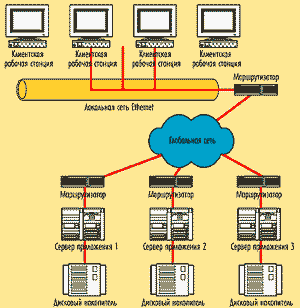 Клиентская Клиентская Клиентская Клиентская
рабочая станция рабочая станция рабочая станция рабочая станция
Маршрутизатор
Локальная сеть Ethernet
Глобальная сеть
Маршрутизатор Маршрутизатор Маршрутизатор
Сервер приложения 1 Сервер приложения 2 Сервер приложения 3
Дисковый накопитель Дисковый накопитель Дисковый накопитель